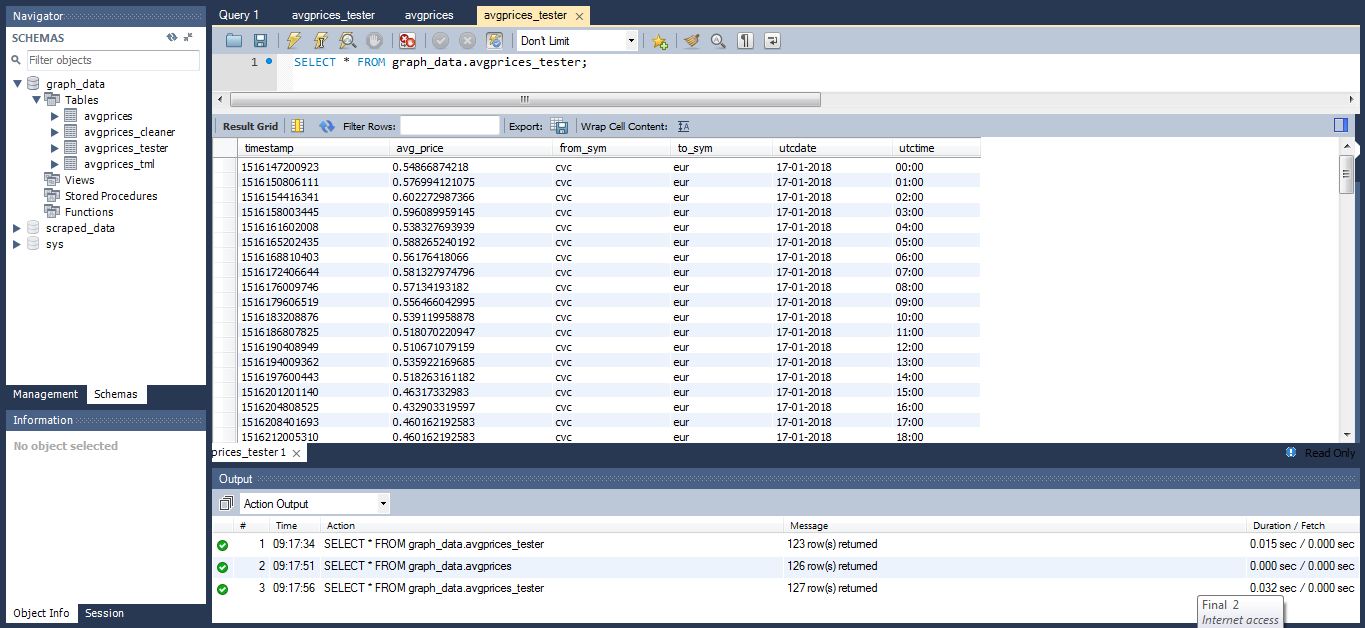 Navigator
SCHEMAS
Filter objects
graph_data
Tables
avgprices
avgprices_cleaner
avgprices_tester
avgprices_tml
Views
Stored Procedures
Functions
scraped_data
sys
Management Schemas
Information
No object selected
Object Info Session
Query 1 avgprices_tester avgprices avgprices_tester
Don't Limit
1 SELECT * FROM graph_data.avgprices_tester;
Result Grid Filter Rows: Export: Wrap Cell Content:
timestamp avg_price from_sym to_sym utcdate utctime
1516147200923 0.54866874218 cvc eur 17-01-2018 00:00
1516150806111 0.576994121075 cvc eur 17-01-2018 01:00
1516154416341 0.602272987366 cvc eur 17-01-2018 02:00
1516158003445 0.596089959145 cvc eur 17-01-2018 03:00
1516161602008 0.538327693939 cvc eur 17-01-2018 04:00
1516165202435 0.588265240192 cvc eur 17-01-2018 05:00
1516168810403 0.56176418066 cvc eur 17-01-2018 06:00
1516172406644 0.581327974796 cvc eur 17-01-2018 07:00
1516176009746 0.57134193182 cvc eur 17-01-2018 08:00
1516179606519 0.556466042995 cvc eur 17-01-2018 09:00
1516183208876 0.539119958878 cvc eur 17-01-2018 10:00
1516186807825 0.518070220947 cvc eur 17-01-2018 11:00
1516190408949 0.510671079159 cvc eur 17-01-2018 12:00
1516194009362 0.535922169685 cvc eur 17-01-2018 13:00
1516197600443 0.518263161182 cvc eur 17-01-2018 14:00
1516201201140 0.46317332983 cvc eur 17-01-2018 15:00
1516204808525 0.432903319597 cvc eur 17-01-2018 16:00
1516208401693 0.460162192583 cvc eur 17-01-2018 17:00
1516212005310 0.460162192583 cvc eur 17-01-2018 18:00
prices_tester 1 Read Only
Output
Action Output
# Time Action Message Duration / Fetch
1 09:17:34 SELECT * FROM graph_data.avgprices_tester 123 row(s) returned 0.015 sec / 0.000 sec
2 09:17:51 SELECT * FROM graph_data.avgprices 126 row(s) returned 0.000 sec / 0.000 sec
3 09:17:56 SELECT * FROM graph_data.avgprices_tester 127 row(s) returned 0.032 sec / 0.000 sec
Final 2
Internet access